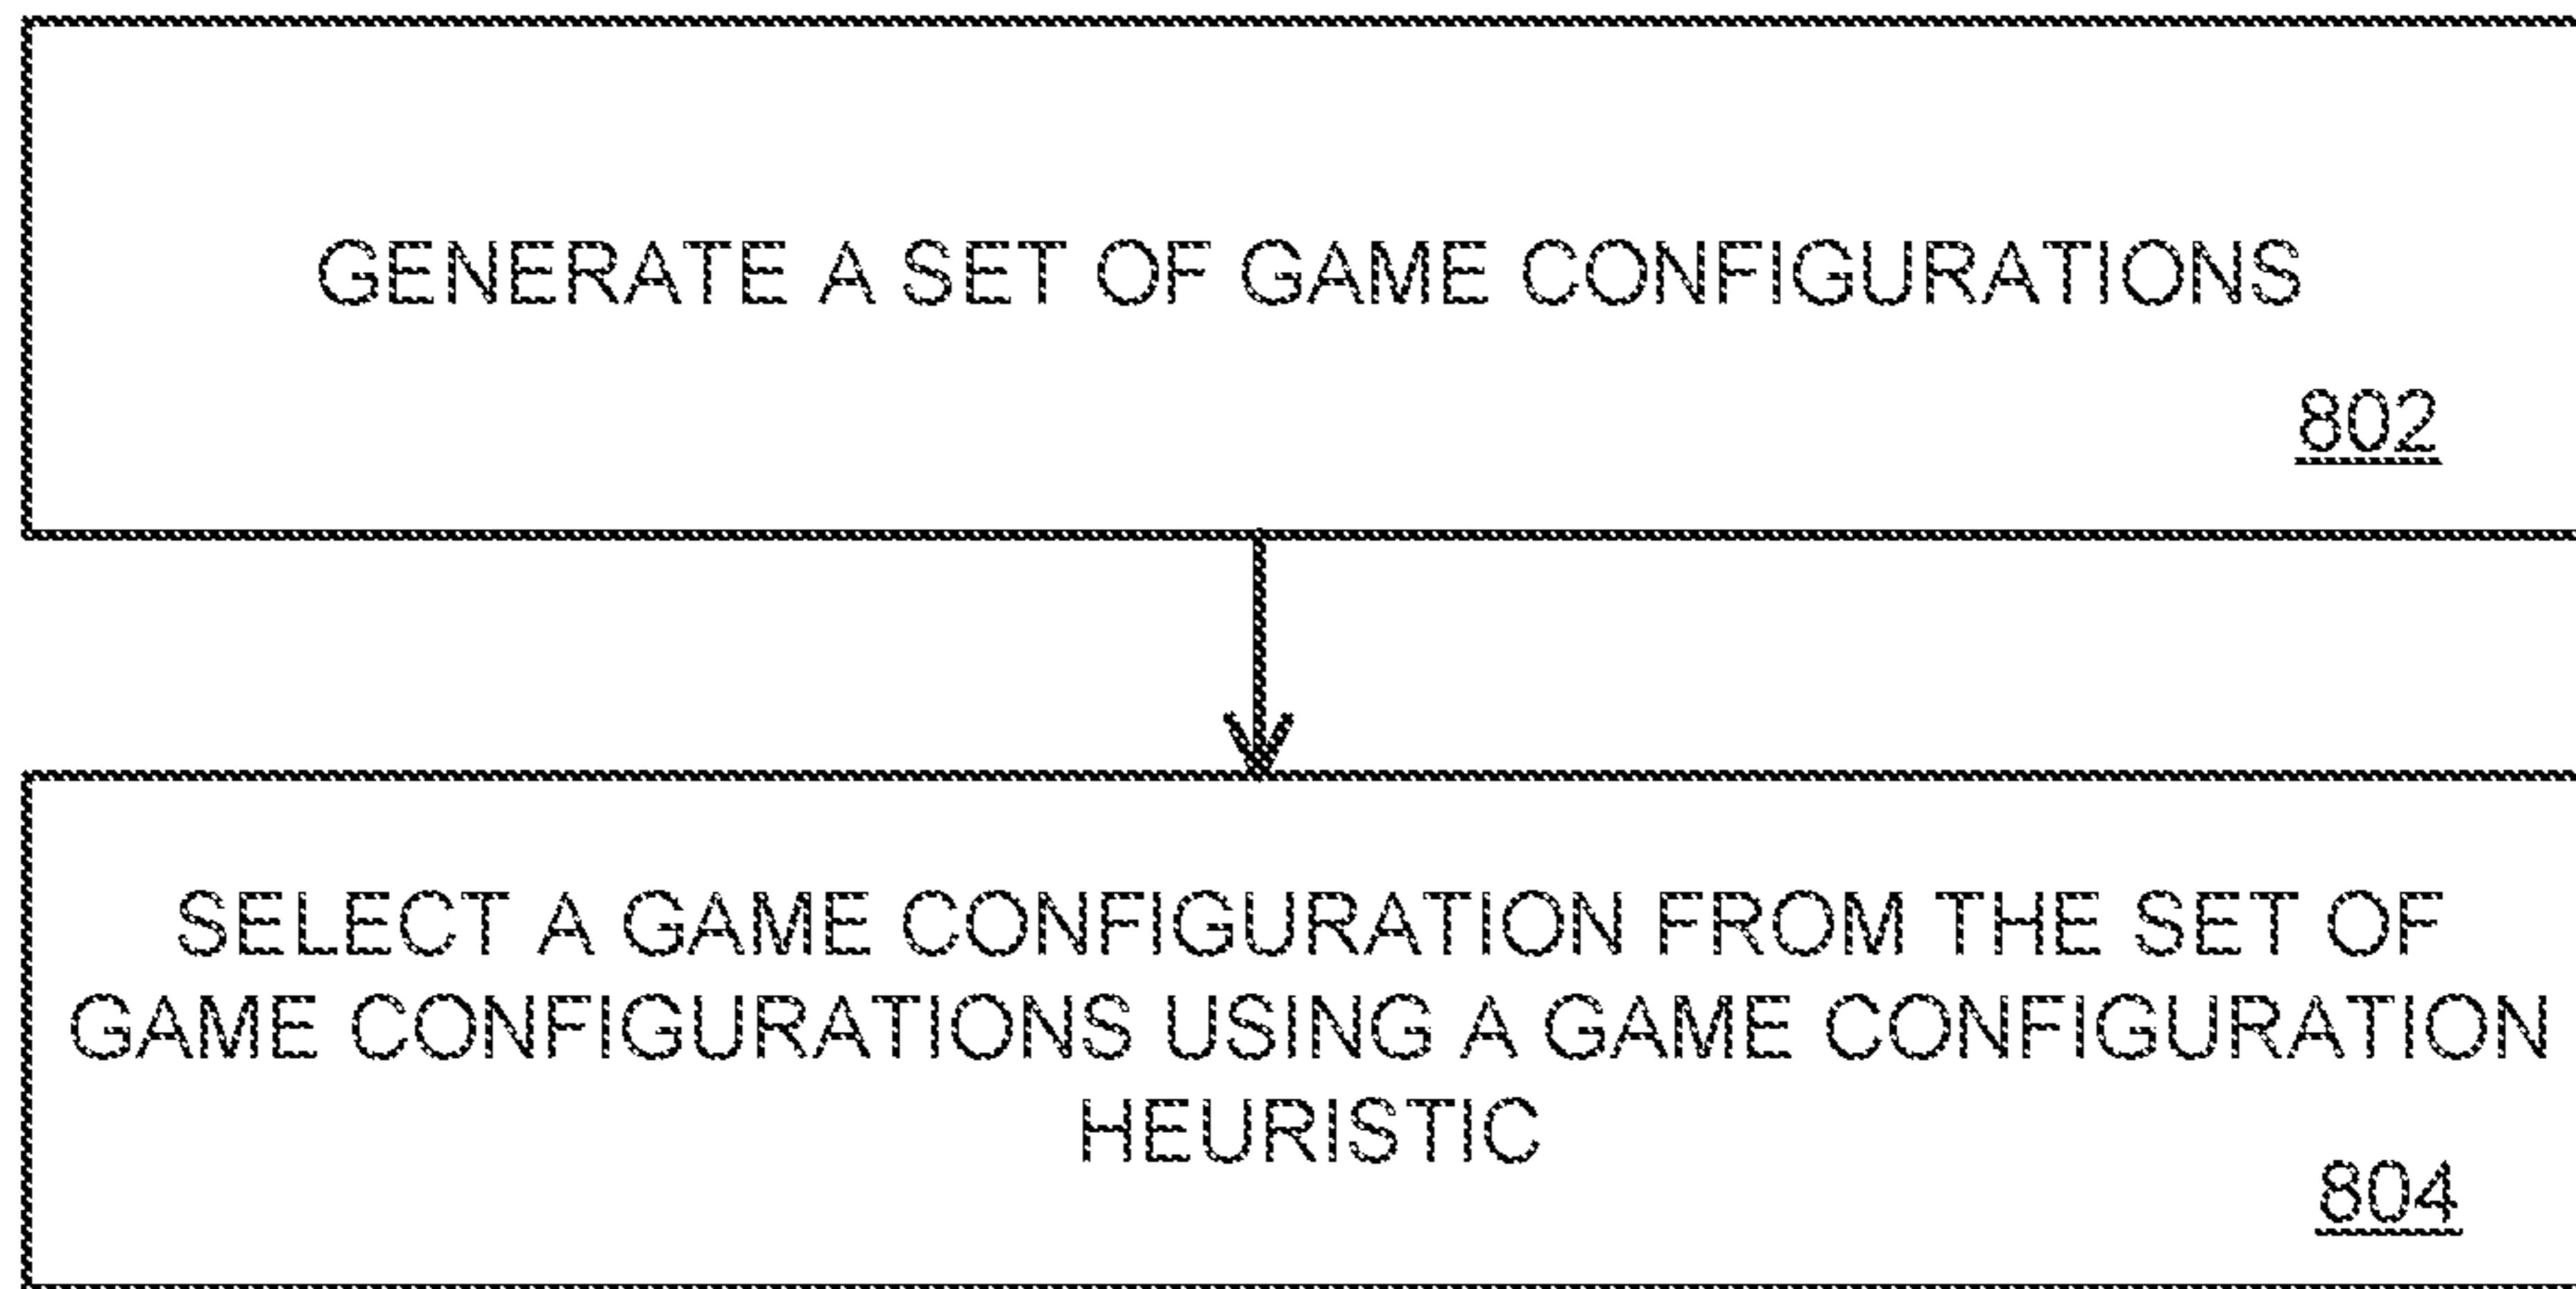 GENERATE A SET OF GAME CONFIGURATIONS
802
SELECT A GAME CONFIGURATION FROM THE SET OF
GAME CONFIGURATIONS USING A GAME CONFIGURATION
HEURISTIC
804